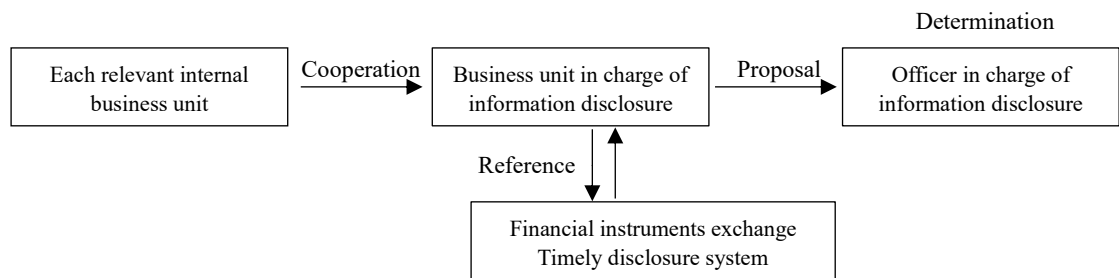 Determination
Each relevant internal
business unit
Cooperation
Business unit in charge of
information disclosure
Proposal
Officer in charge of
information disclosure
Reference
Financial instruments exchange
Timely disclosure system